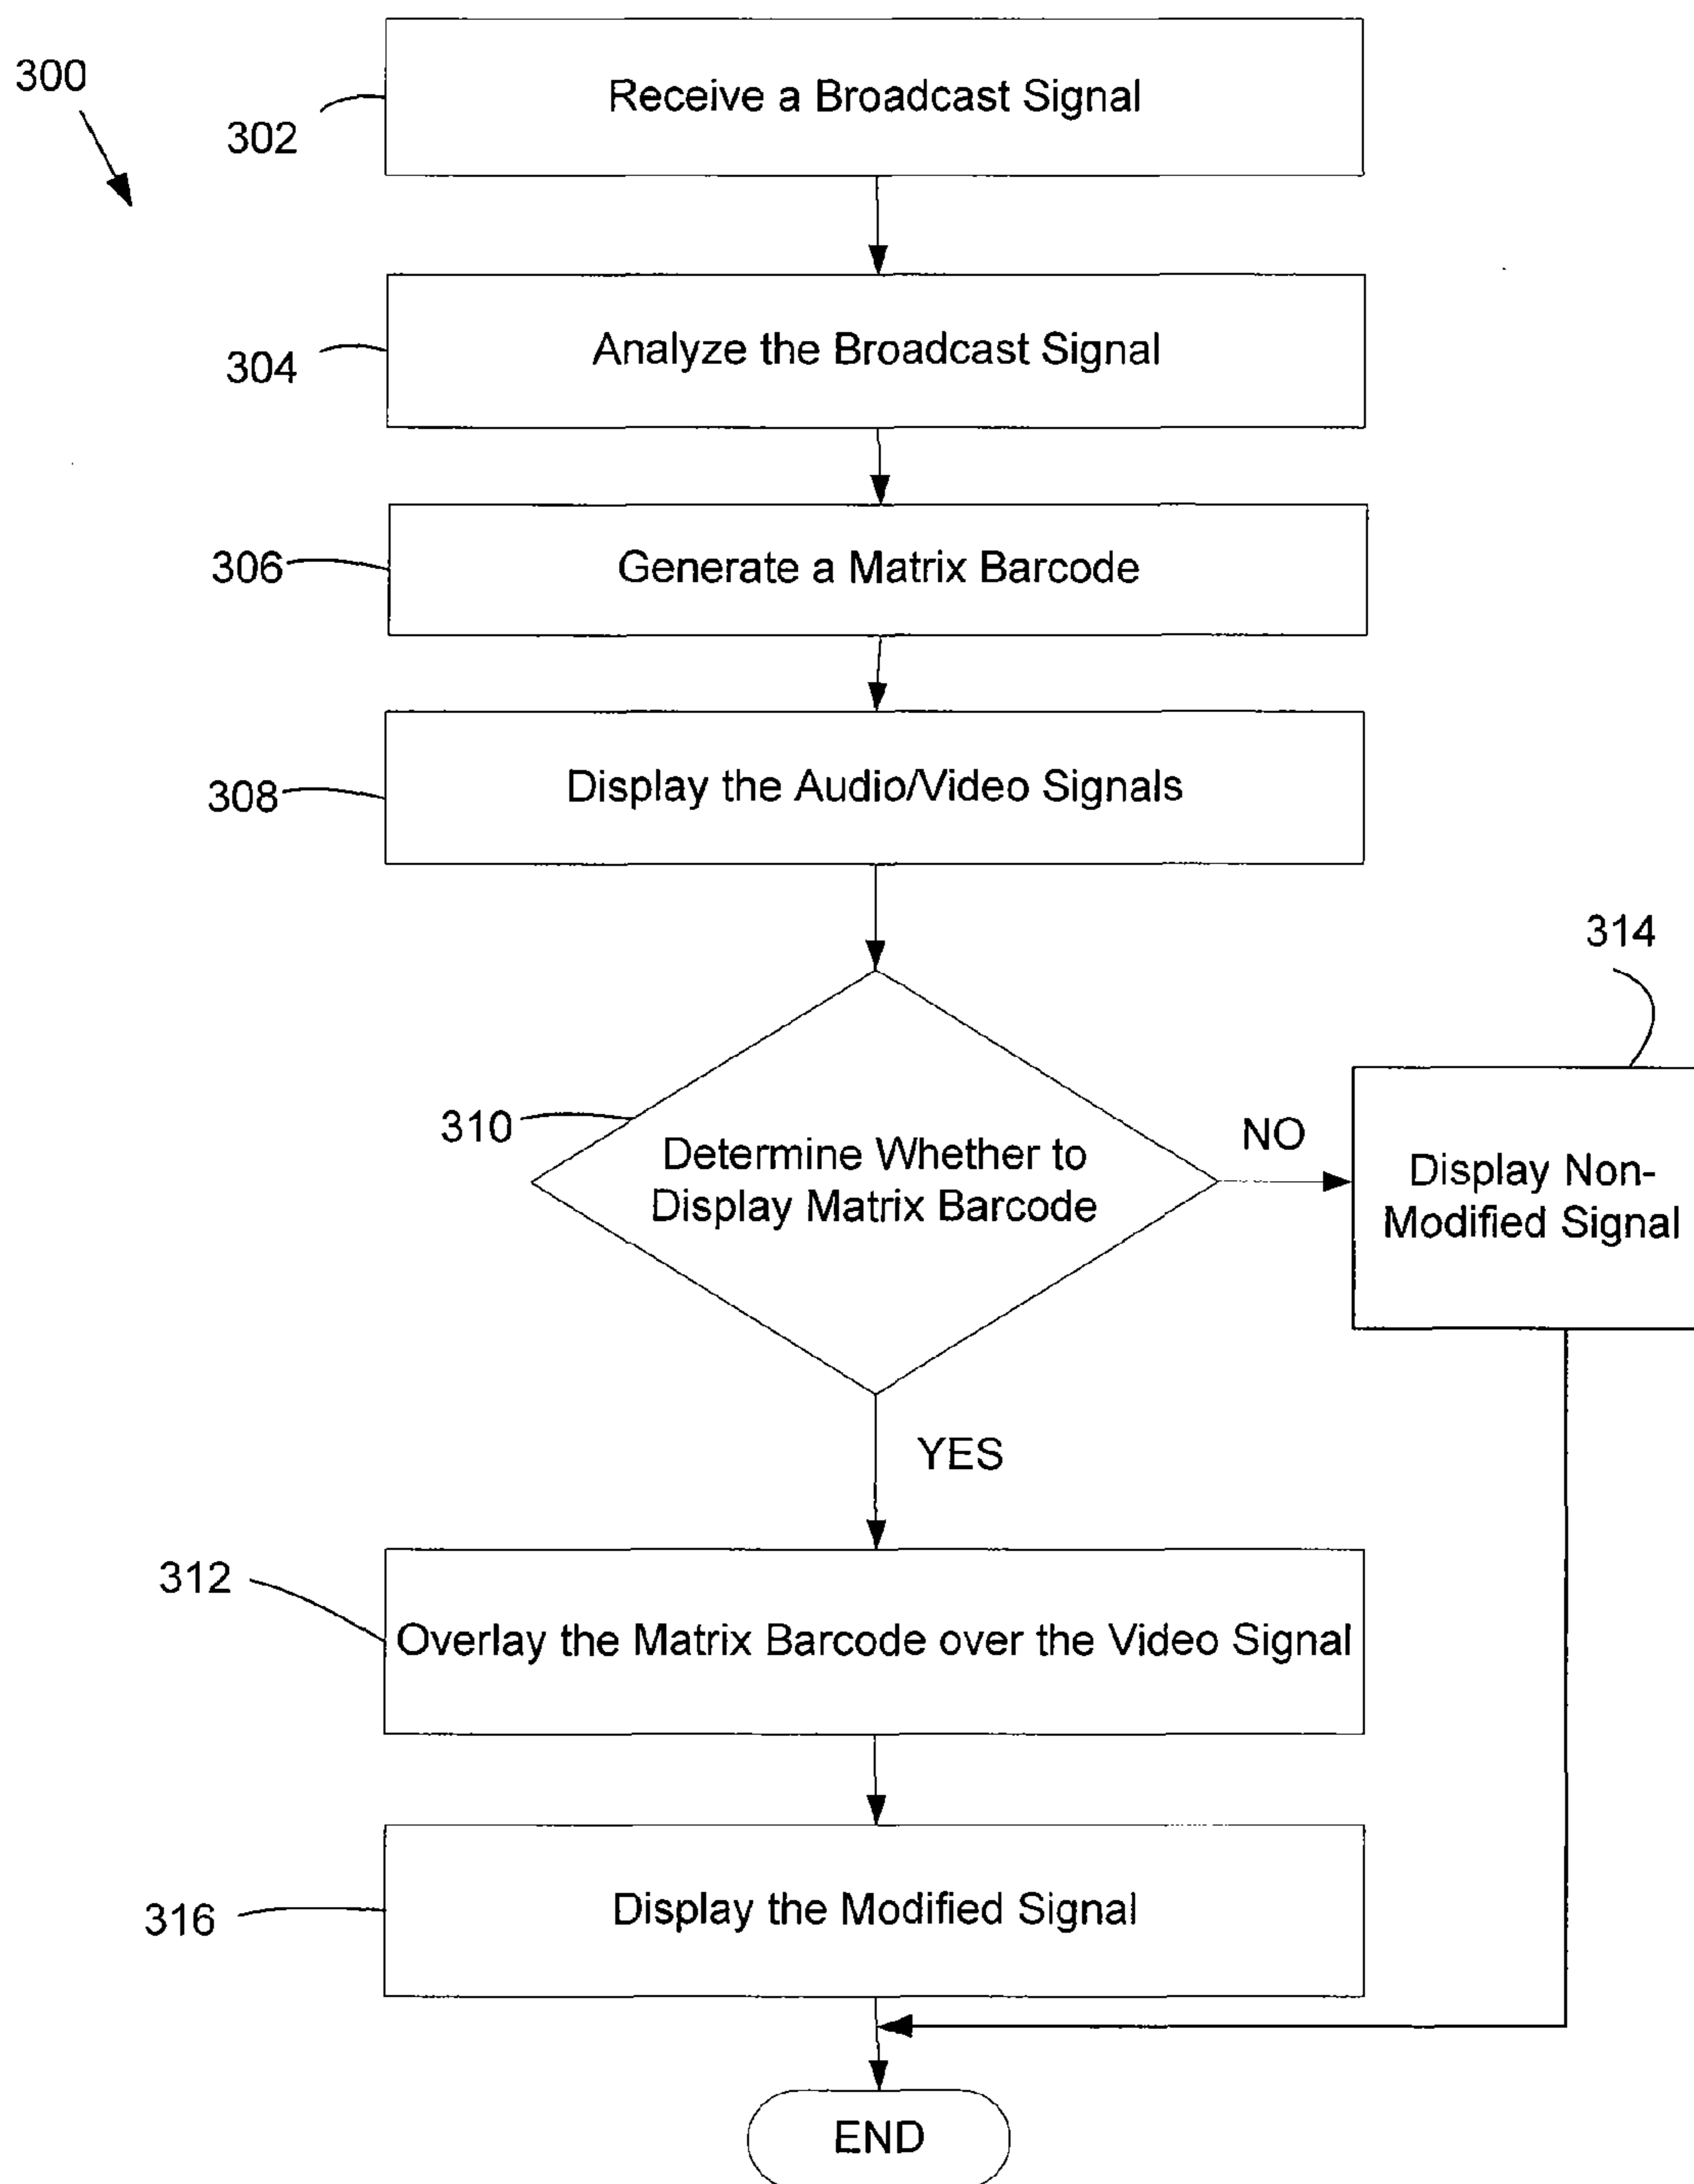 300
Receive a Broadcast Signal
302
Analyze the Broadcast Signal
304
Generate a Matrix Barcode
306
Display the Audio/Video Signals
308
314
310
Determine Whether to
Display Matrix Barcode
NO
Display Non-
Modified Signal
YES
312
Overlay the Matrix Barcode over the Video Signal
316
Display the Modified Signal
END